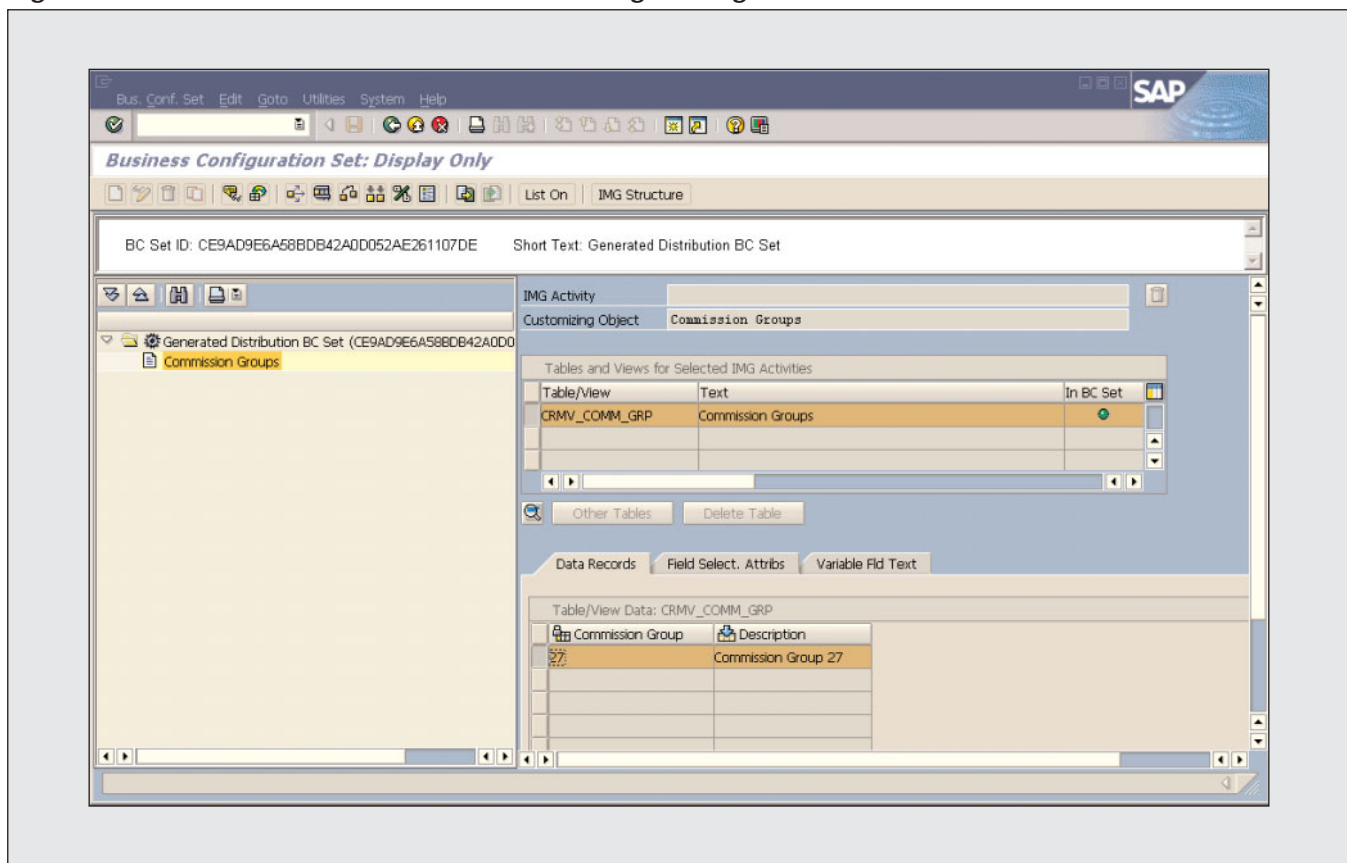 Bus. Conf. Set Edit Goto Utilities System Help
SAP
Business Configuration Set: Display Only
List On IMG Structure
BC Set ID: CE9AD9E6A58BDB42A0D052AE261107DE Short Text: Generated Distribution BC Set
IMG Activity
Customizing Object Commission Groups
Generated Distribution BC Set (CE9AD9E6A58BDB42A0D0
Commission Groups
Tables and Views for Selected IMG Activities
Table/View Text In BC Set
CRMV_COMM_GRP Commission Groups
Other Tables Delete Table
Data Records Field Select. Attribs Variable Fld Text
Table/View Data: CRMV_COMM_GRP
Commission Group Description
27 Commission Group 27